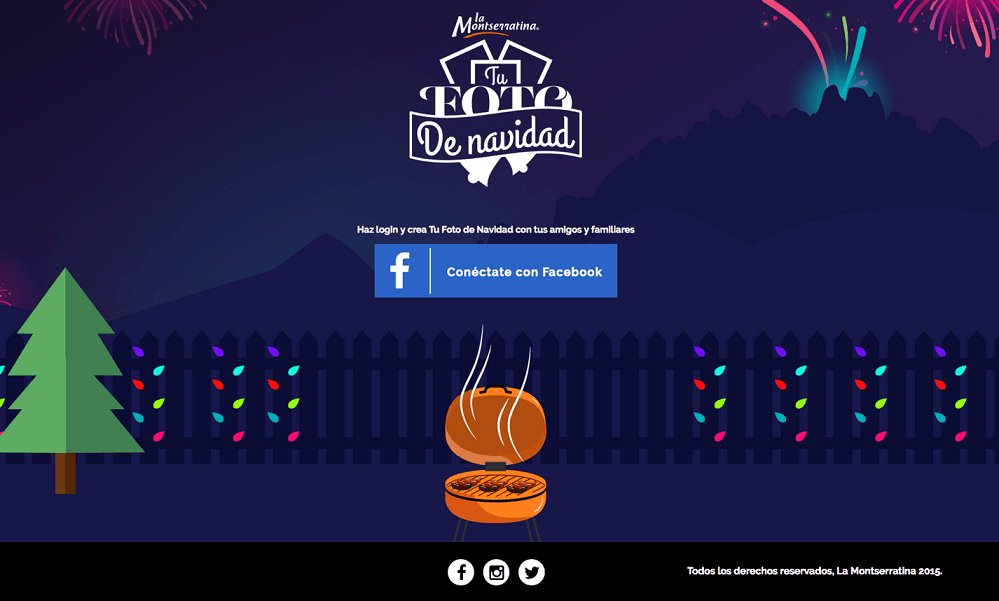 la
Montserratina®
Tu
FOTO
De navidad
Haz login y crea Tu Foto de Navidad con tus amigos y familiares
Conéctate con Facebook
Todos los derechos reservados, La Montserratina 2015.